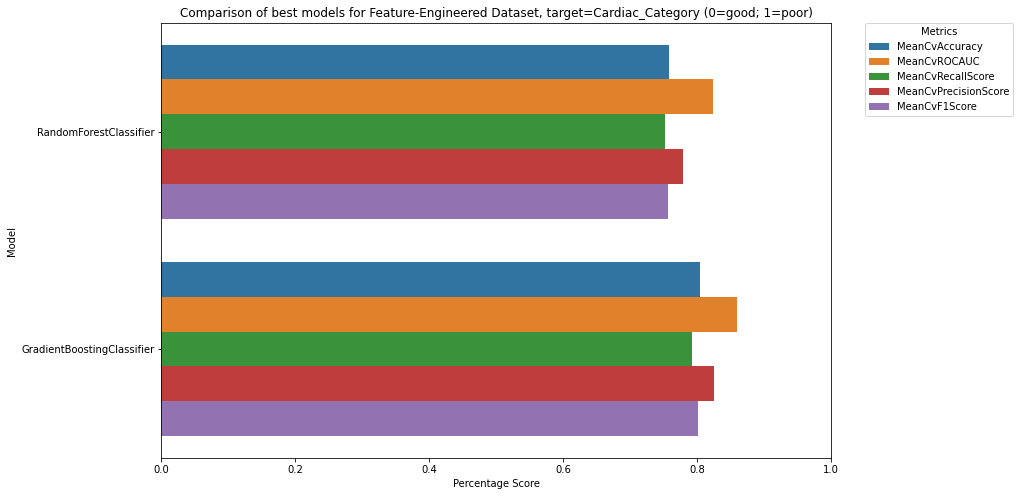 Comparison of best models for Feature-Engineered Dataset, target=Cardiac_Category (0=good; 1=poor)
Metrics
MeanCvAccuracy
MeanCvROCAUC
MeanCvRecallScore
MeanCvPrecisionScore
MeanCvF1Score
Model
RandomForestClassifier
GradientBoostingClassifier
0.0 0.2 0.4 0.6 0.8 1.0
Percentage Score